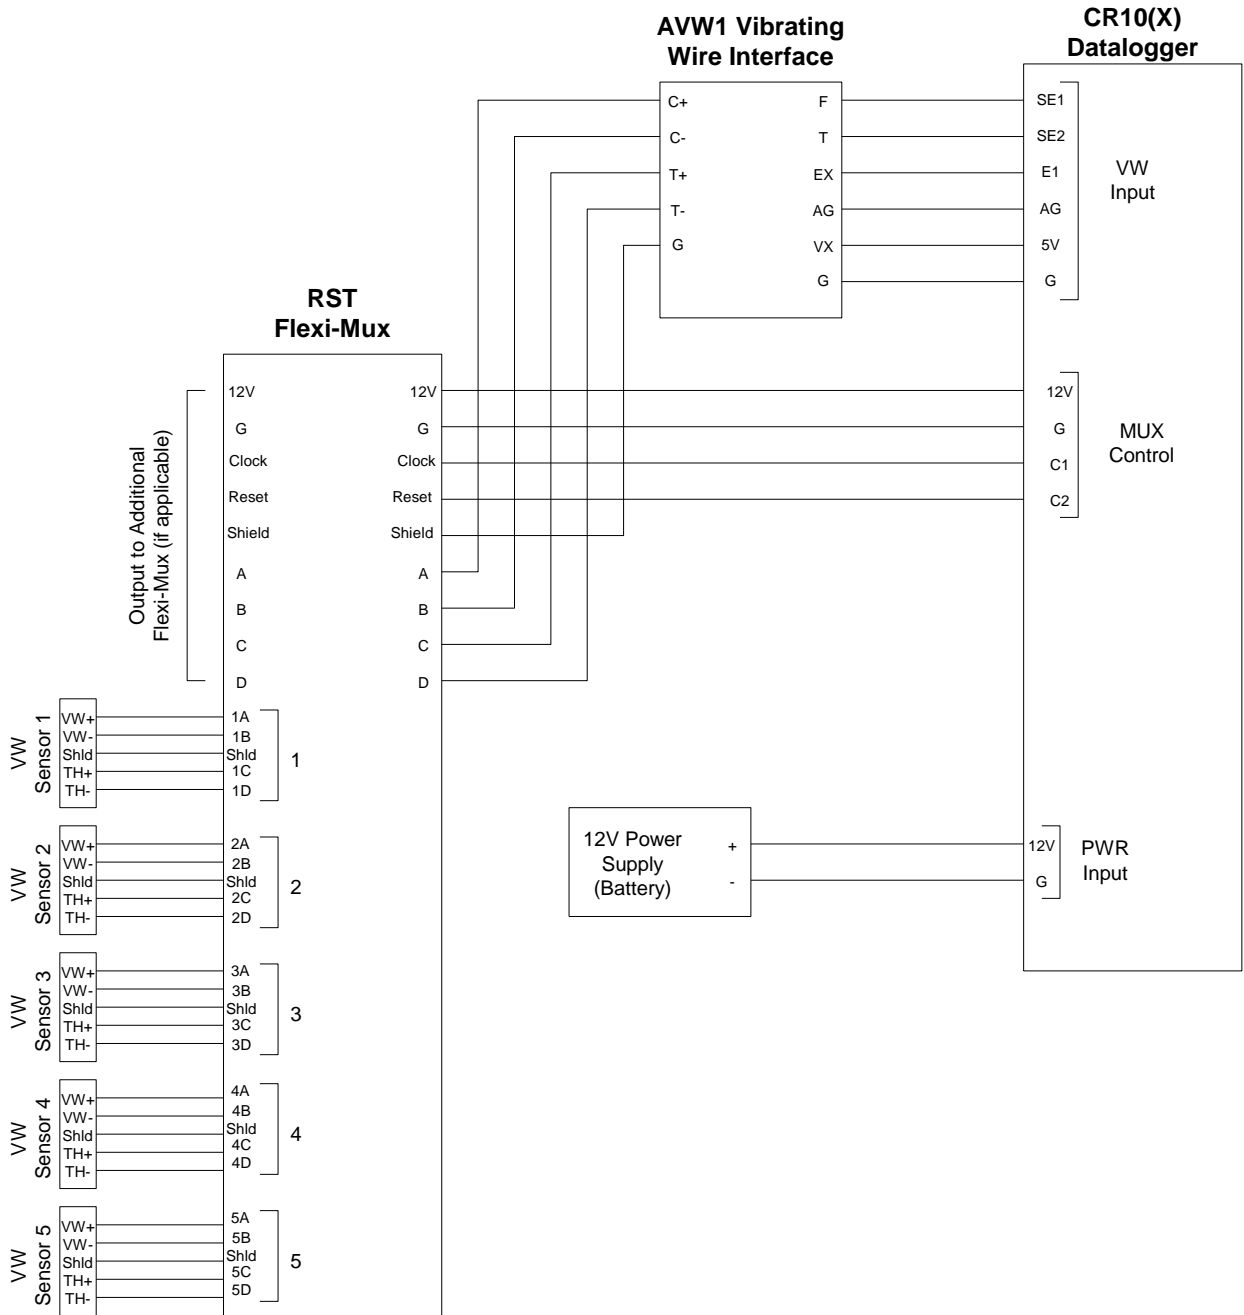 AVW1 Vibrating
Wire Interface
CR10(X)
Datalogger
C+
C-
T+
T-
G
F
T
EX
AG
VX
G
SE1
SE2
E1
AG
5V
G
VW
Input
RST
Flexi-Mux
12V
G
Clock
Reset
Shield
A
B
C
D
12V
G
Clock
Reset
Shield
A
B
C
D
12V
G
C1
C2
MUX
Control
Output to Additional
Flexi-Mux (if applicable)
VW
Sensor 1
VW+
VW-
Shld
TH+
TH-
1A
1B
Shld
1C
1D
1
VW
Sensor 2
VW+
VW-
Shld
TH+
TH-
2A
2B
Shld
2C
2D
2
12V Power
Supply
(Battery)
+
-
12V
G
PWR
Input
VW
Sensor 3
VW+
VW-
Shld
TH+
TH-
3A
3B
Shld
3C
3D
3
VW
Sensor 4
VW+
VW-
Shld
TH+
TH-
4A
4B
Shld
4C
4D
4
VW
Sensor 5
VW+
VW-
Shld
TH+
TH-
5A
5B
Shld
5C
5D
5